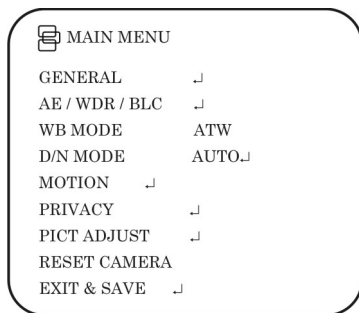 MAIN MENU
GENERAL ↵
AE / WDR / BLC ↵
WB MODE ATW
D/N MODE AUTO↵
MOTION ↵
PRIVACY ↵
PICT ADJUST ↵
RESET CAMERA
EXIT & SAVE ↵